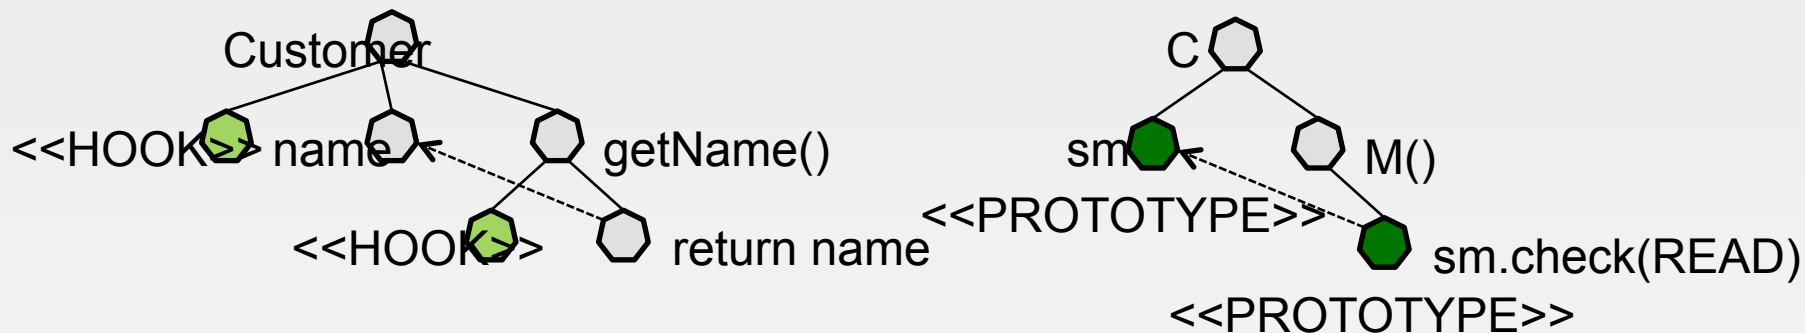 Customer
<<HOOK>>
name
getName()
<<HOOK>>
return name
C
sm
<<PROTOTYPE>>
M()
sm.check(READ)
<<PROTOTYPE>>